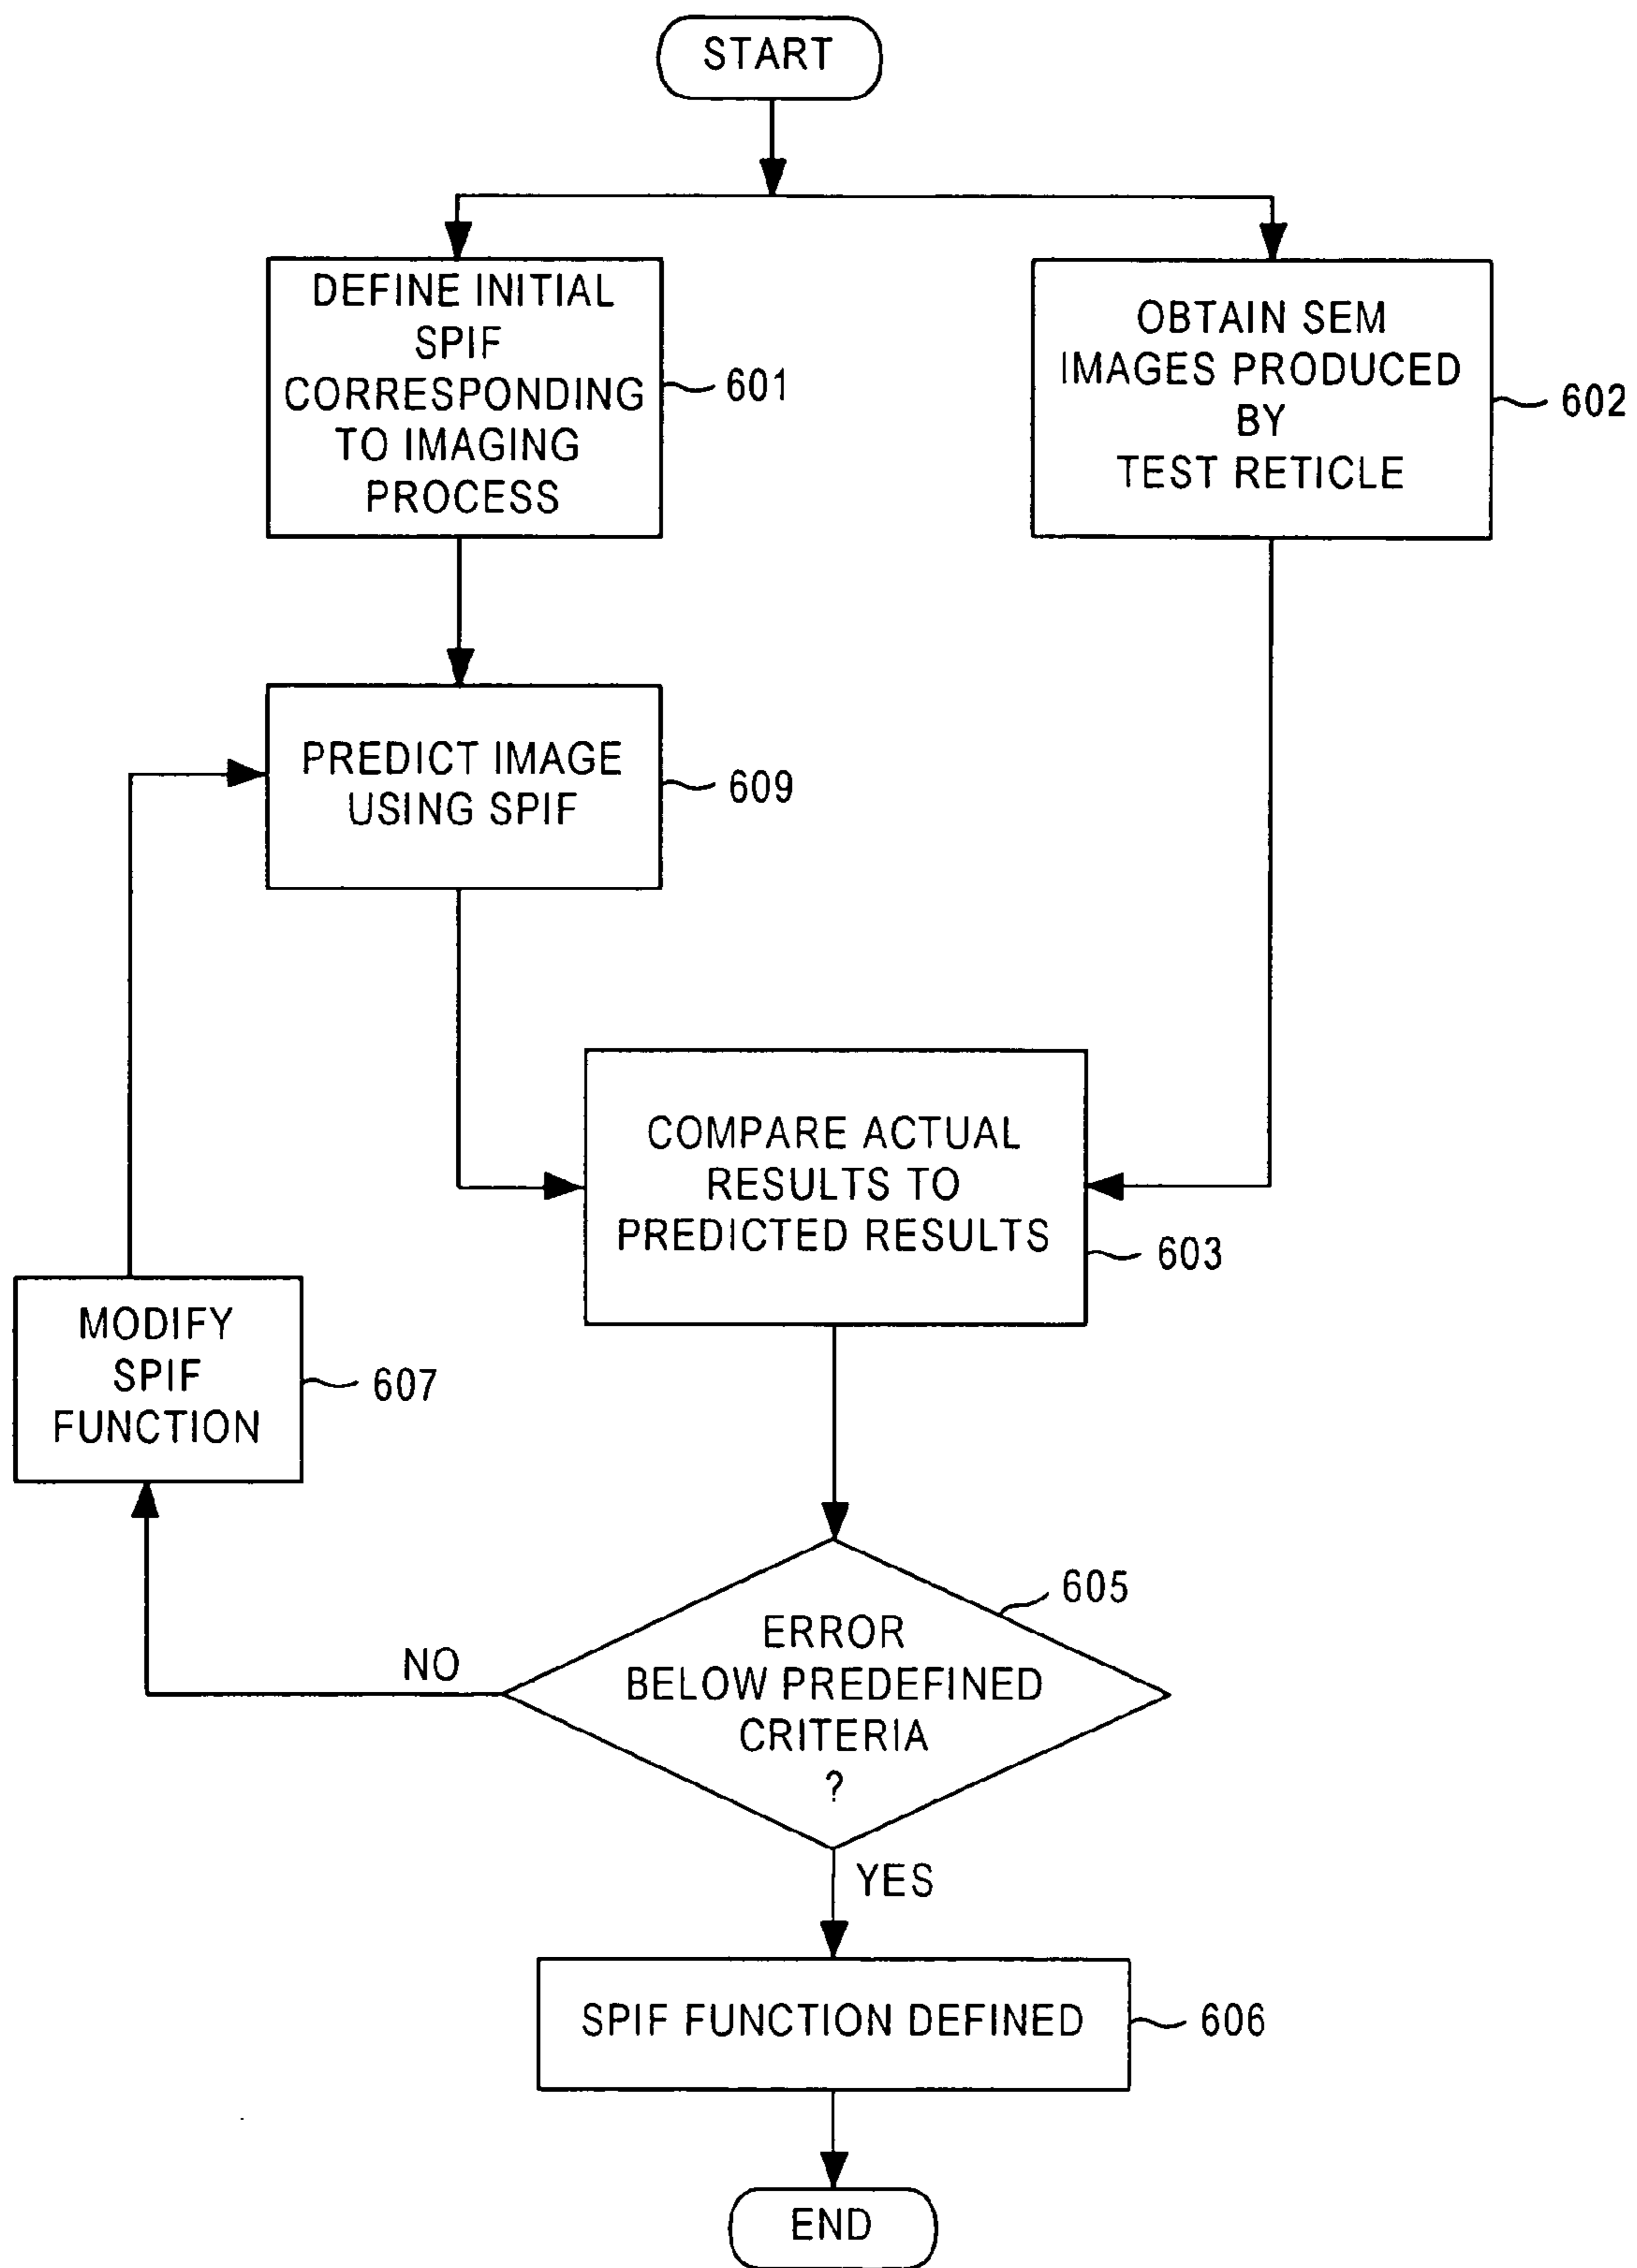 START
DEFINE INITIAL
SPIF
CORRESPONDING
TO IMAGING
PROCESS
601
OBTAIN SEM
IMAGES PRODUCED
BY
TEST RETICLE
602
PREDICT IMAGE
USING SPIF
609
COMPARE ACTUAL
RESULTS TO
PREDICTED RESULTS
603
MODIFY
SPIF
FUNCTION
607
ERROR
BELOW PREDEFINED
CRITERIA
?
605
NO
YES
SPIF FUNCTION DEFINED
606
END